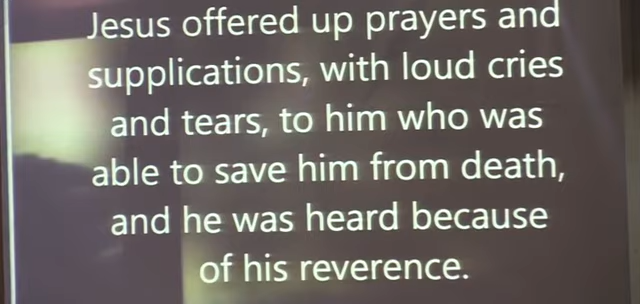 Jesus offered up prayers and
supplications, with loud cries
and tears, to him who was
able to save him from death,
and he was heard because
of his reverence.